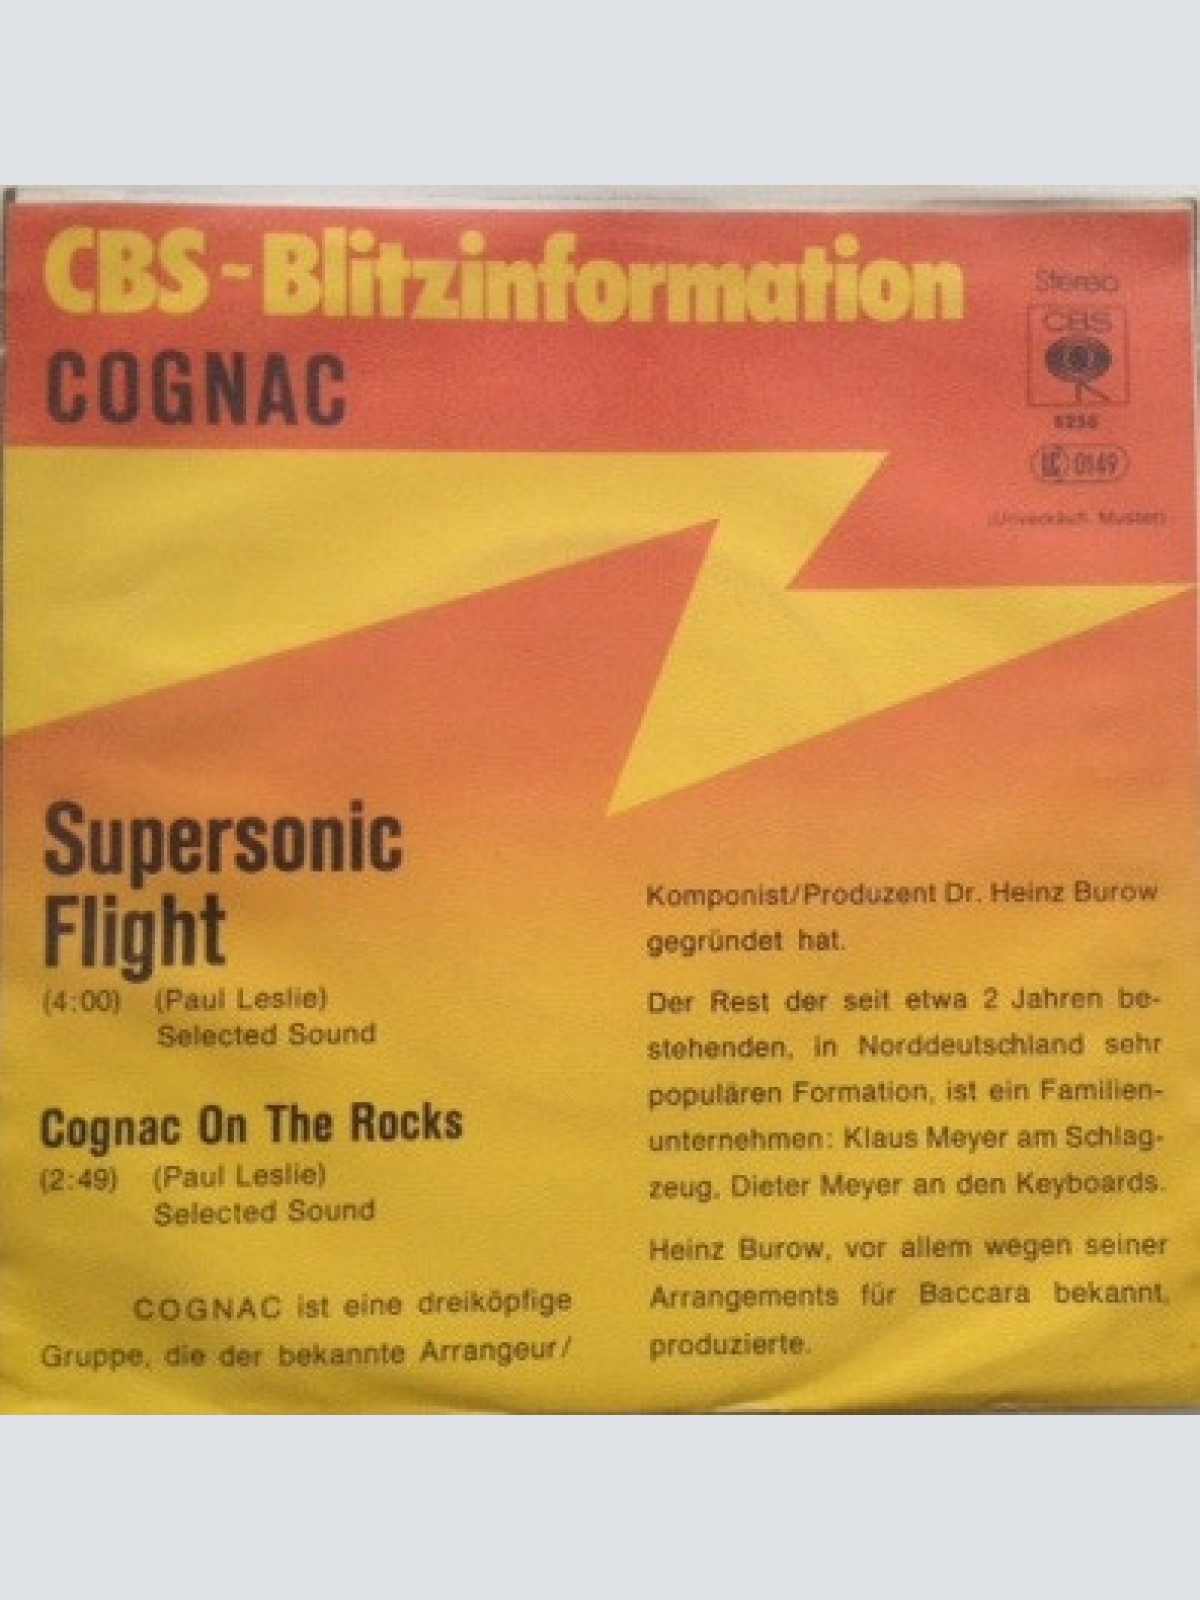 CBS-Blitzinformation
COGNAC
Stereo
CBS
LC 0149
(Unverkäufl. Muster)
Supersonic
Flight
(4:00) (Paul Leslie)
Selected Sound
Cognac On The Rocks
(2:49) (Paul Leslie)
Selected Sound
COGNAC ist eine dreiköpfige
Gruppe, die der bekannte Arrangeur/
Komponist/Produzent Dr. Heinz Burow
gegründet hat.
Der Rest der seit etwa 2 Jahren be-
stehenden, in Norddeutschland sehr
populären Formation, ist ein Familien-
unternehmen: Klaus Meyer am Schlag-
zeug, Dieter Meyer an den Keyboards.
Heinz Burow, vor allem wegen seiner
Arrangements für Baccara bekannt,
produzierte.